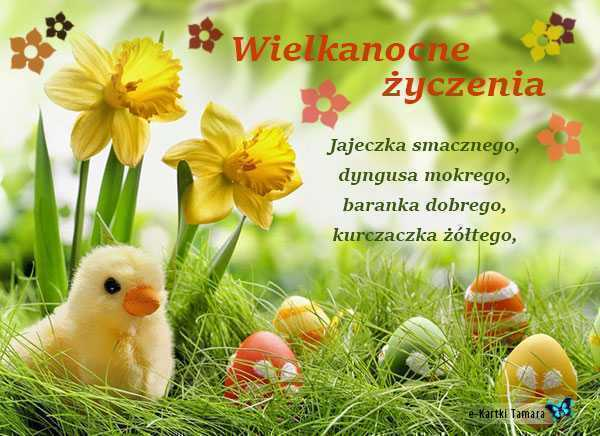 Wielkanocne
życzenia
Jajeczka smacznego,
dyngusa mokrego,
baranka dobrego,
kurczaczka żółtego,
e-Kartki Tamara